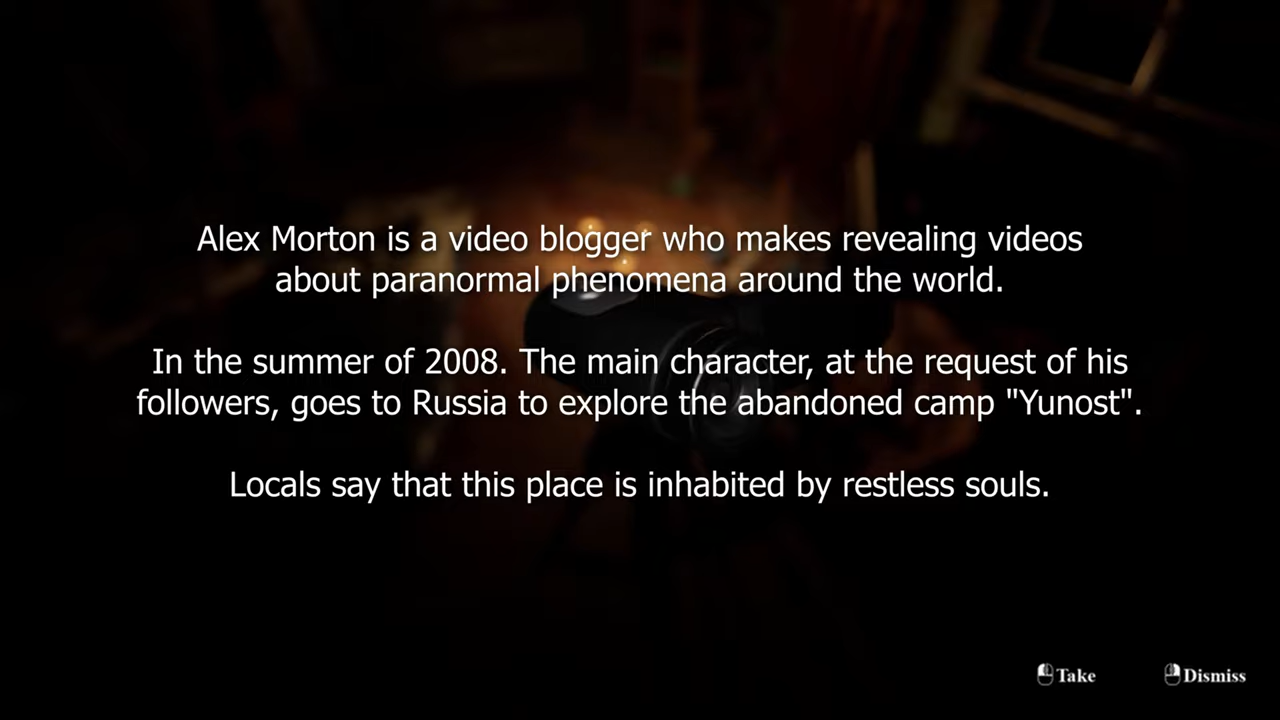 Alex Morton is a video blogger who makes revealing videos
about paranormal phenomena around the world.
In the summer of 2008. The main character, at the request of his
followers, goes to Russia to explore the abandoned camp "Yunost".
Locals say that this place is inhabited by restless souls.
Take Dismiss